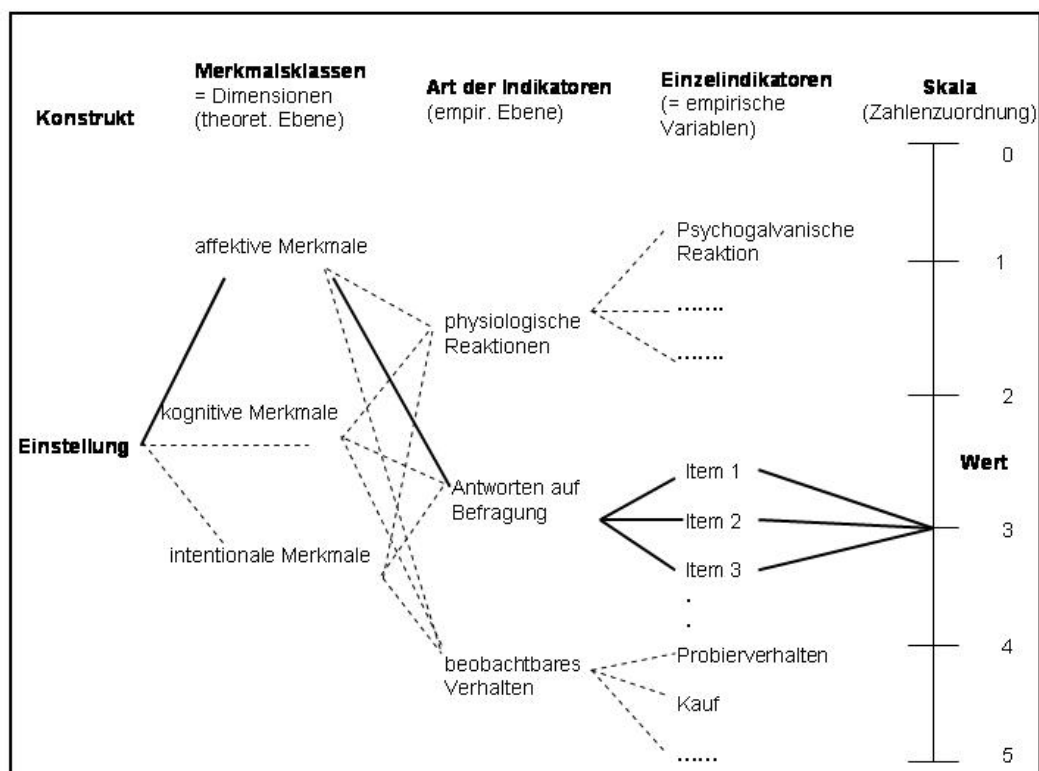 Konstrukt
Merkmalsklassen
= Dimensionen
(theoret. Ebene)
Art der Indikatoren
(empir. Ebene)
Einzelindikatoren
(= empirische
Variablen)
Skala
(Zahlenzuordnung)
Einstellung
affektive Merkmale
kognitive Merkmale
intentionale Merkmale
physiologische
Reaktionen
Antworten auf
Befragung
beobachtbares
Verhalten
Psychogalvanische
Reaktion
.......
.......
Item 1
Item 2
Item 3
.
.
Probierverhalten
Kauf
......
0
1
2
Wert
3
4
5